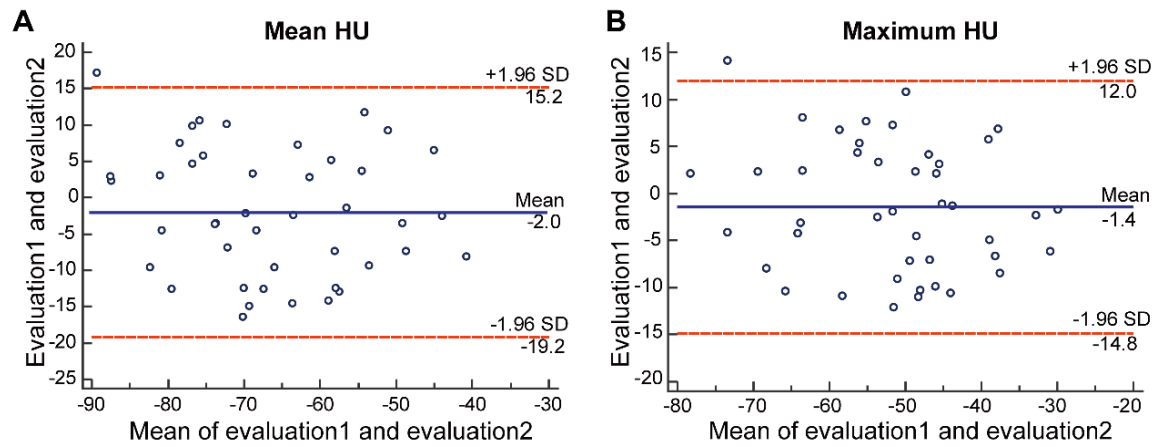 A
Mean HU
Evaluation1 and evaluation2
20
15
10
5
0
-5
-10
-15
-20
-25
+1.96 SD
15.2
Mean
-2.0
-1.96 SD
-19.2
-90
-80
-70
-60
-50
-40
-30
Mean of evaluation1 and evaluation2
B
Maximum HU
Evaluation1 and evaluation2
15
10
5
0
-5
-10
-15
-20
+1.96 SD
12.0
Mean
-1.4
-1.96 SD
-14.8
-80
-70
-60
-50
-40
-30
-20
Mean of evaluation1 and evaluation2